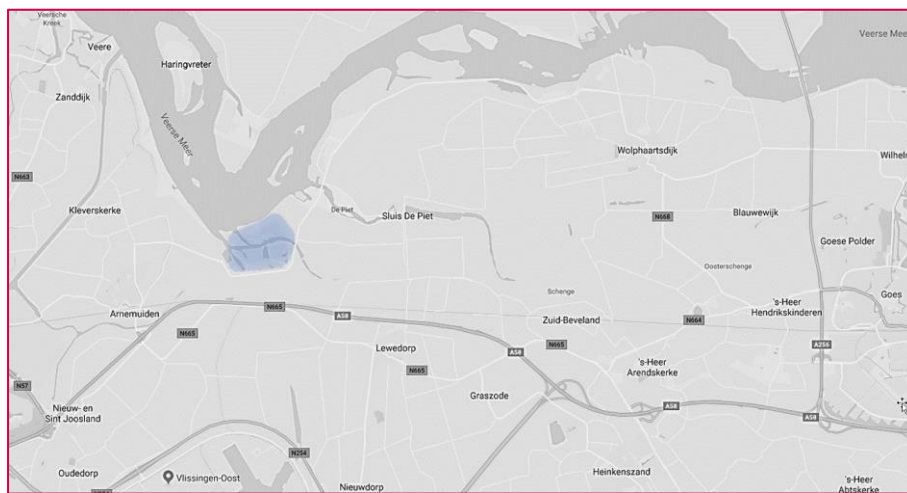 Veersche
Kreek
Veere
Haringvreter
Veerse Mee
Zanddijk
Veerse Meer
Wolphaartsdijk
Wilheln
N663
Kleverskerke
De Piet
Sluis De Piet
N668
Blauwewijk
Goese Polder
Oosterschenge
Schenge
Goes
Arnemuiden
N665
A58
's-Heer
Hendrikskinderen
N665
Zuid-Beveland
N664
Lewedorp
N665
A256
A58
's-Heer
Arendskerke
N57
N665
Graszode
Nieuw- en
Sint Joosland
A58
A58
N254
Oudedorp
Vlissingen-Oost
Nieuwdorp
Heinkenszand
's-Heer
Abtskerke